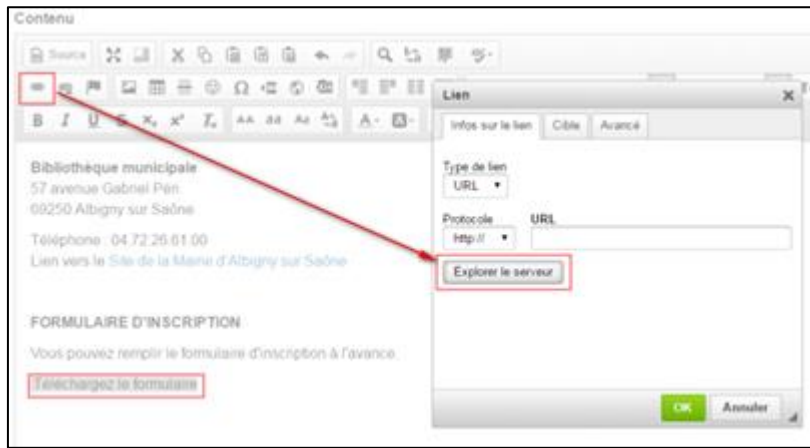 Contenu
Source
Lien
Infos sur le lien Cible Avancé
Type de lien
URL
Protocole URL
http://
Explorer le serveur
OK Annuler
Bibliothèque municipale
57 avenue Gabriel Péri
69250 Albigny sur Saône
Téléphone : 04.72.26.61.00
Lien vers le Site de la Mairie d'Albigny sur Saône
FORMULAIRE D'INSCRIPTION
Vous pouvez remplir le formulaire d'inscription à l'avance
Téléchargez le formulaire